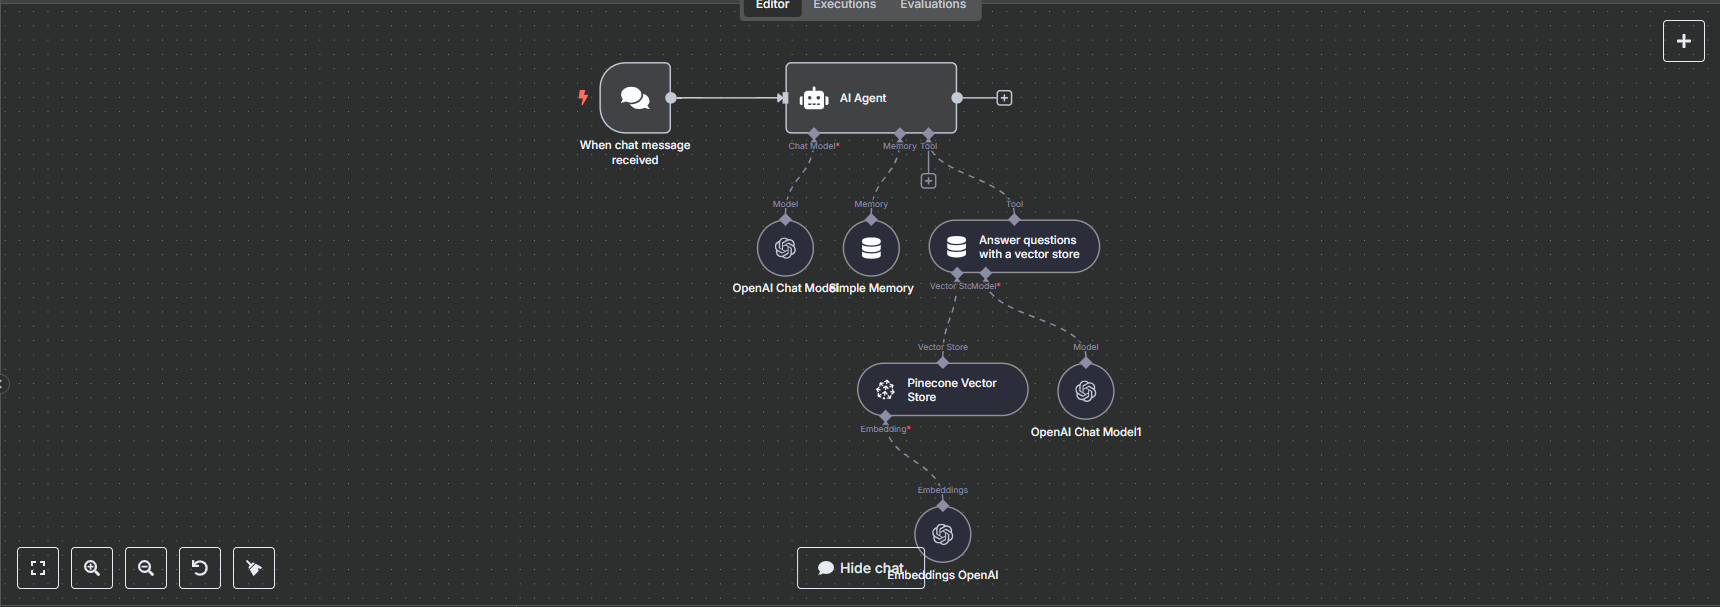 Editor Executions Evaluations
AI Agent
When chat message
received
Chat Model*
Memory
Tool
Model
Memory
Tool
Answer questions
with a vector store
OpenAI Chat Model
Simple Memory
Vector Sto
Model*
Vector Store
Model
Pinecone Vector
Store
Embedding*
OpenAI Chat Model1
Embeddings
Hide chat
Embeddings OpenAI